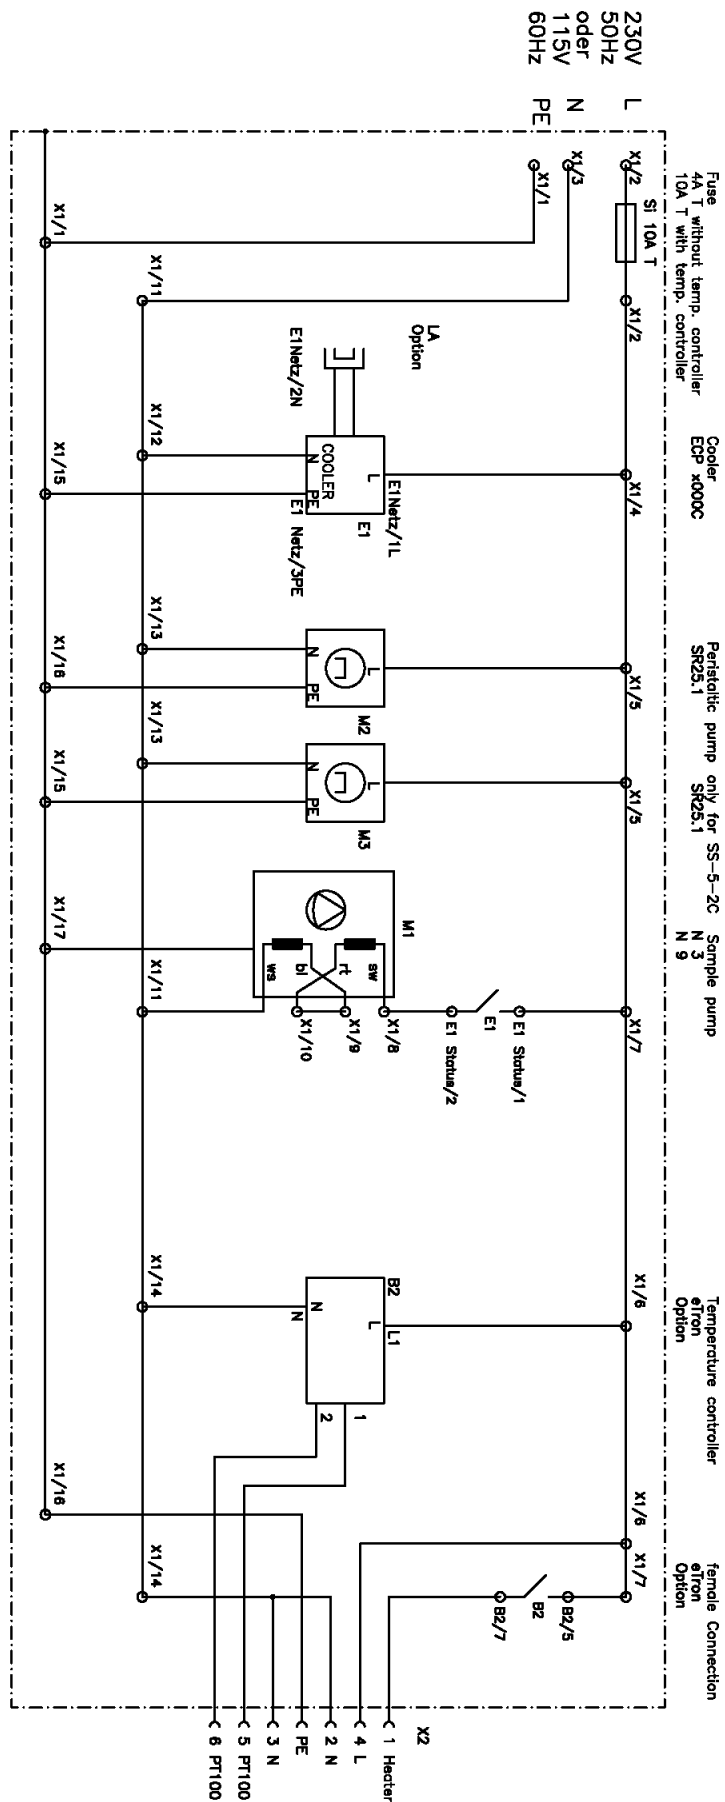 230V
50Hz
oder
115V
60Hz
L
N
PE
X1/2
X1/3
X1/1
Fuse
4A T without temp. controller
10A T with temp. controller
Si 10A T
X1/2
X1/1
X1/11
LA
Option
E1Netz/2N
Cooler
ECP x000C
X1/4
X1/12
X1/15
COOLER
N
L
PE
E1
E1Netz/1L
E1 Netz/3PE
Peristaltic pump only for SS-5-2C
SR25.1
SR25.1
X1/5
X1/13
X1/16
N
L
PE
M2
X1/5
X1/13
X1/15
N
L
PE
M3
Sample pump
N 3
N 9
X1/7
X1/17
X1/11
M1
ws
bl
rt
sw
X1/10
X1/9
X1/8
E1
E1 Status/2
E1 Status/1
Temperature controller
eTron
Option
X1/6
X1/14
B2
L1
L
N
N
1
2
female Connection
eTron
Option
X1/6
X1/7
X1/16
X1/14
B2
B2/5
B2/7
X2
1 Heater
4 L
2 N
PE
3 N
5 PT100
6 PT100